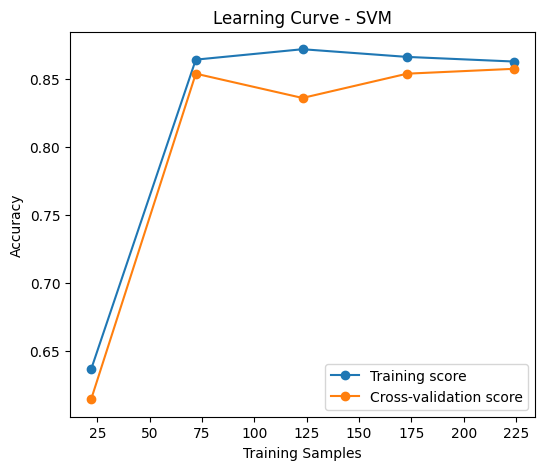 Learning Curve - SVM
Accuracy
0.85
0.80
0.75
0.70
0.65
Training score
Cross-validation score
25 50 75 100 125 150 175 200 225
Training Samples